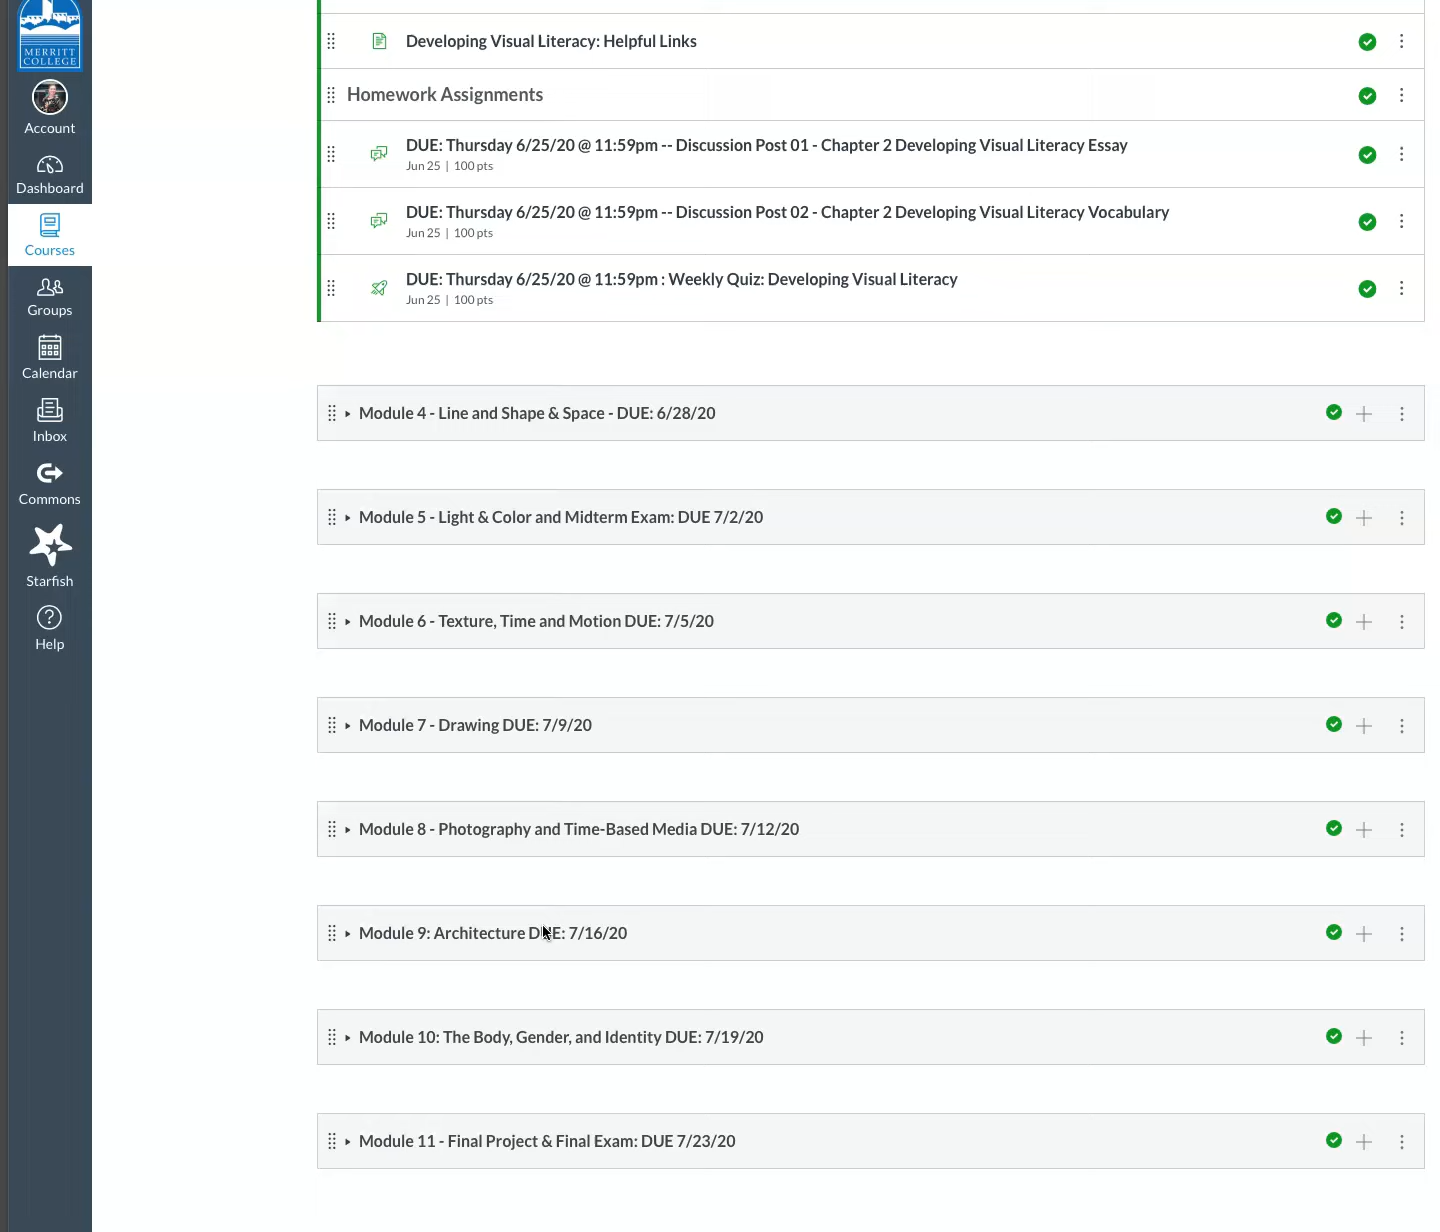 MERRITT
COLLEGE
Account
Dashboard
Courses
Groups
Calendar
Inbox
Commons
Starfish
Help
Developing Visual Literacy: Helpful Links
Homework Assignments
DUE: Thursday 6/25/20 @ 11:59pm -- Discussion Post 01 - Chapter 2 Developing Visual Literacy Essay
Jun 25 | 100 pts
DUE: Thursday 6/25/20 @ 11:59pm -- Discussion Post 02 - Chapter 2 Developing Visual Literacy Vocabulary
Jun 25 | 100 pts
DUE: Thursday 6/25/20 @ 11:59pm : Weekly Quiz: Developing Visual Literacy
Jun 25 | 100 pts
Module 4 - Line and Shape & Space - DUE: 6/28/20
Module 5 - Light & Color and Midterm Exam: DUE 7/2/20
Module 6 - Texture, Time and Motion DUE: 7/5/20
Module 7 - Drawing DUE: 7/9/20
Module 8 - Photography and Time-Based Media DUE: 7/12/20
Module 9: Architecture DUE: 7/16/20
Module 10: The Body, Gender, and Identity DUE: 7/19/20
Module 11 - Final Project & Final Exam: DUE 7/23/20